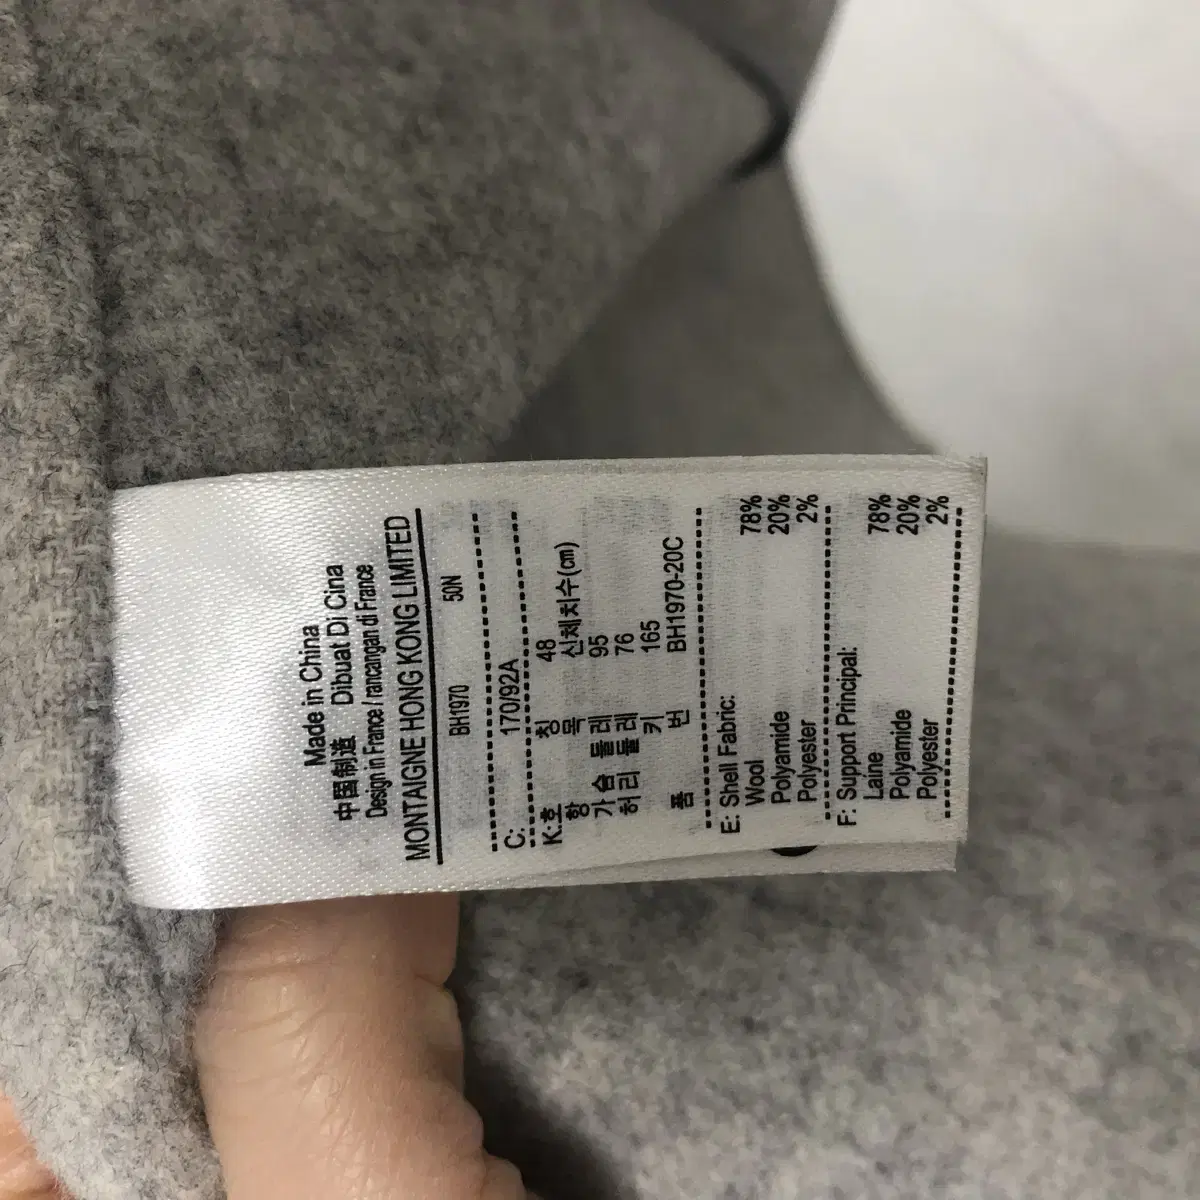 Made in China
中国制造 Dibuat Di Cina
Design in France / rancangan di France
MONTAIGNE HONG KONG LIMITED
BH1970 50N
C: 170/92A
K:호 칭 48
항 목 신체치수(㎝)
가슴 둘레 95
허리 둘레 76
키 165
품 번 BH1970-20C
E: Shell Fabric:
Wool 78%
Polyamide 20%
Polyester 2%
F: Support Principal:
Laine 78%
Polyamide 20%
Polyester 2%